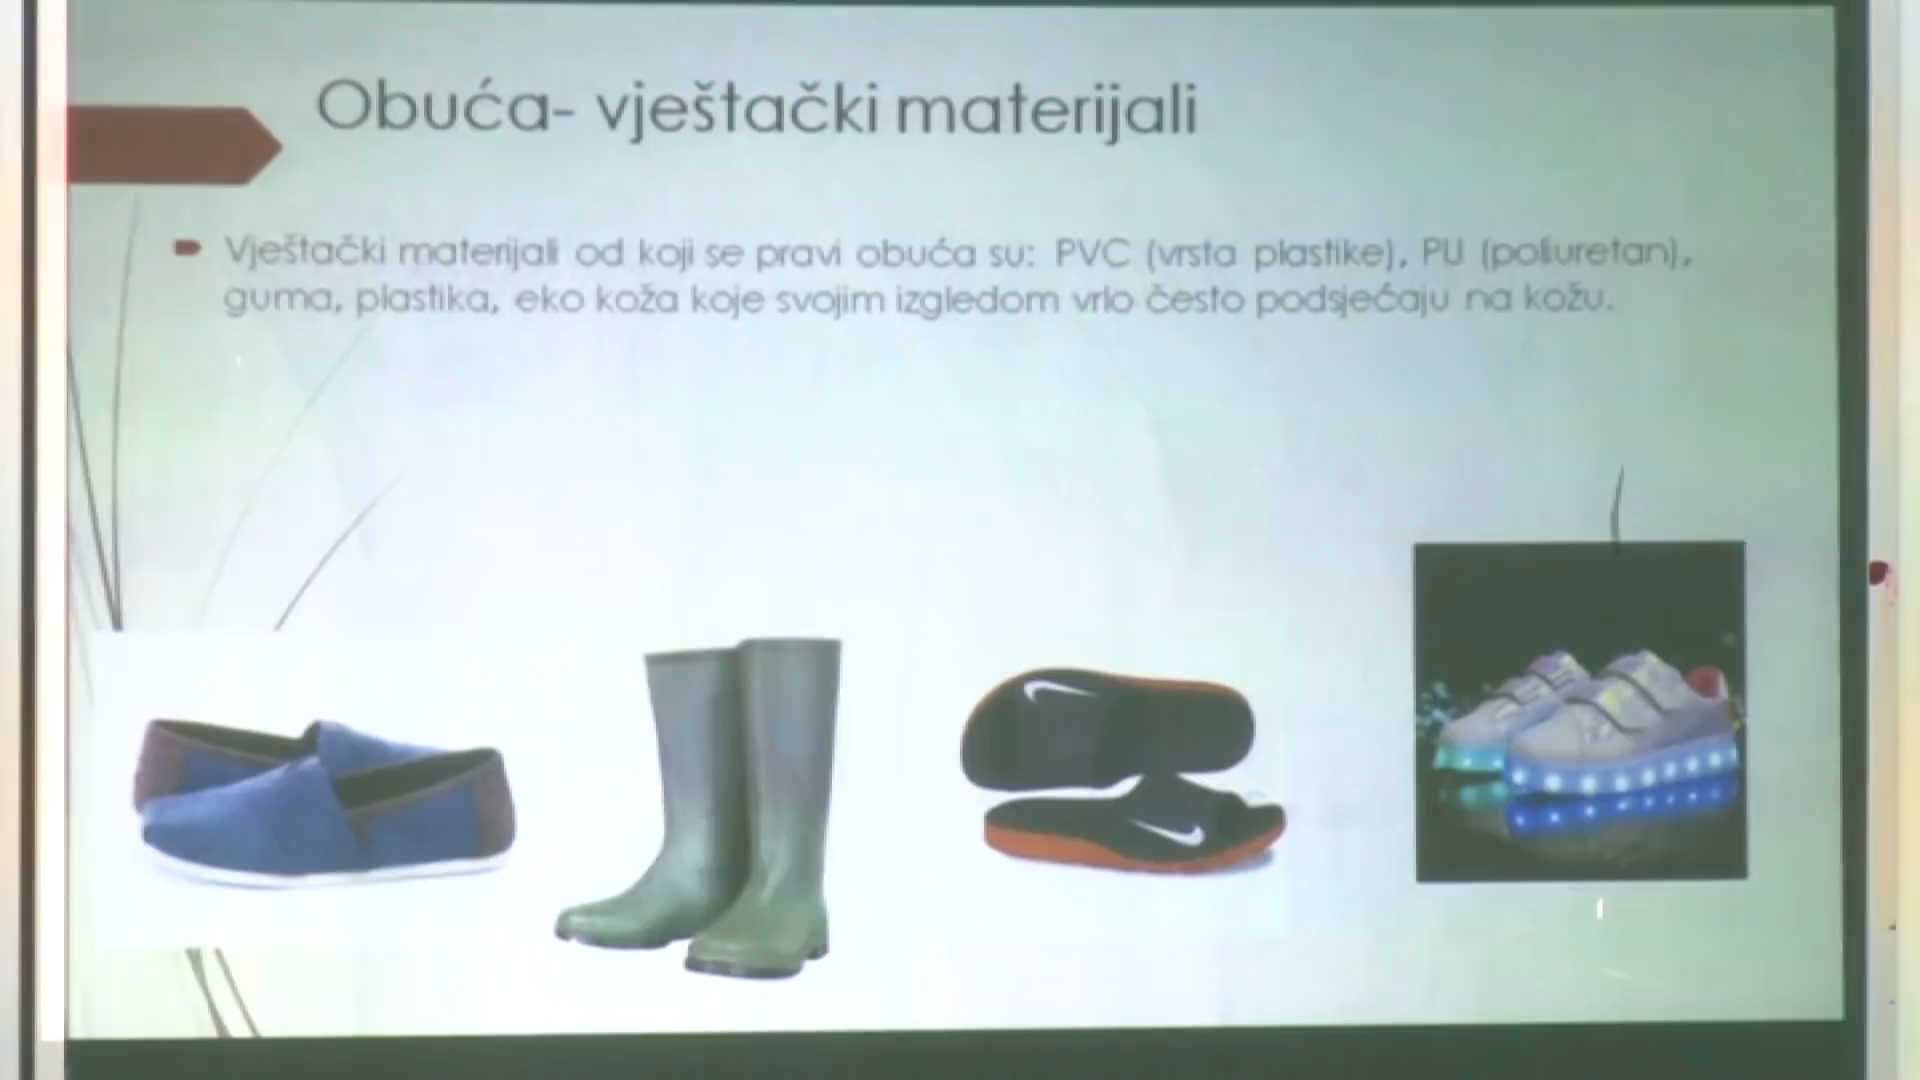 Obuća- vještački materijali
Vještački materijali od koji se pravi obuća su: PVC (vrsta plastike), PU (poliuretan),
guma, plastika, eko koža koje svojim izgledom vrlo često podsjećaju na kožu.